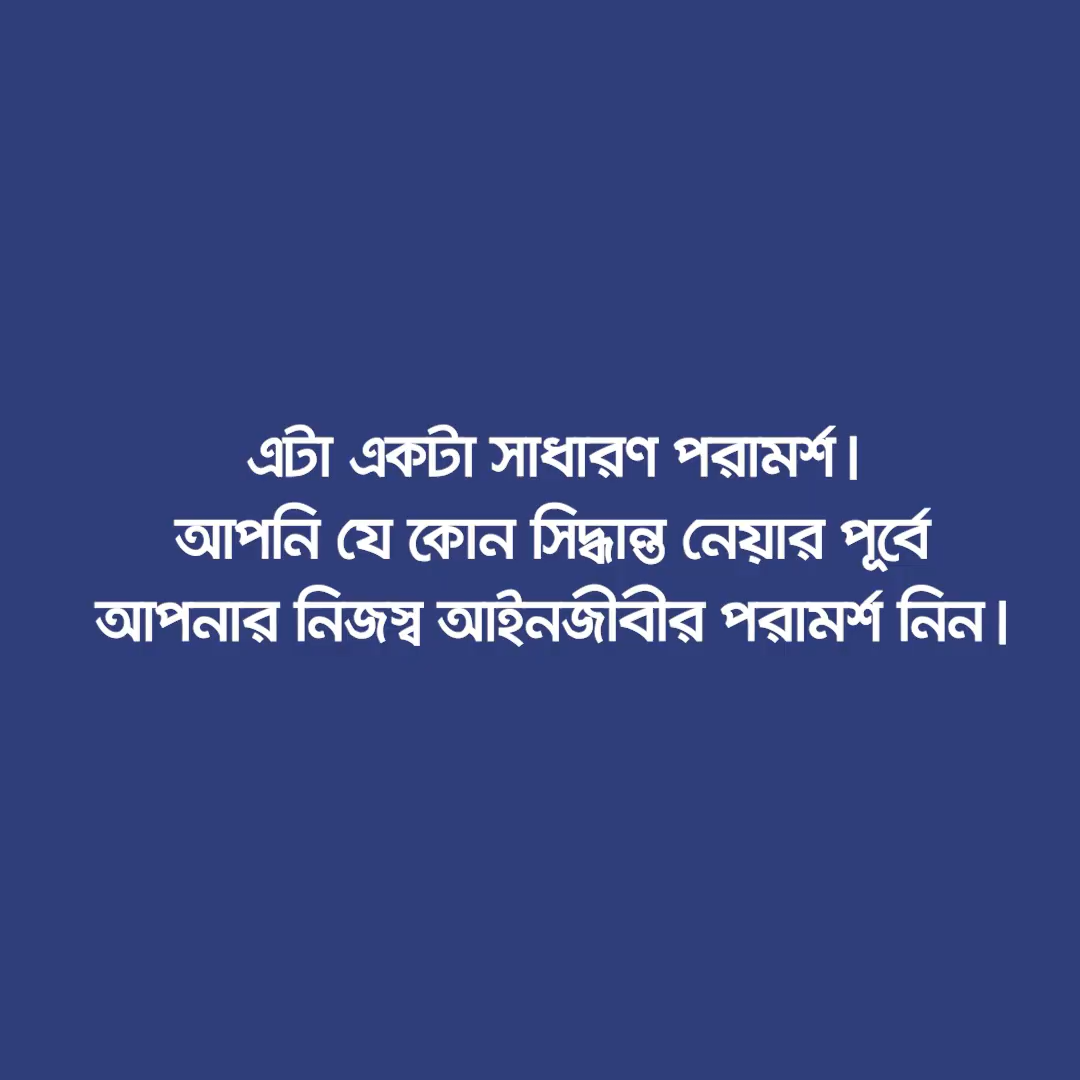 এটা একটা সাধারণ পরামর্শ।
আপনি যে কোন সিদ্ধান্ত নেয়ার পূর্বে
আপনার নিজস্ব আইনজীবীর পরামর্শ নিন।